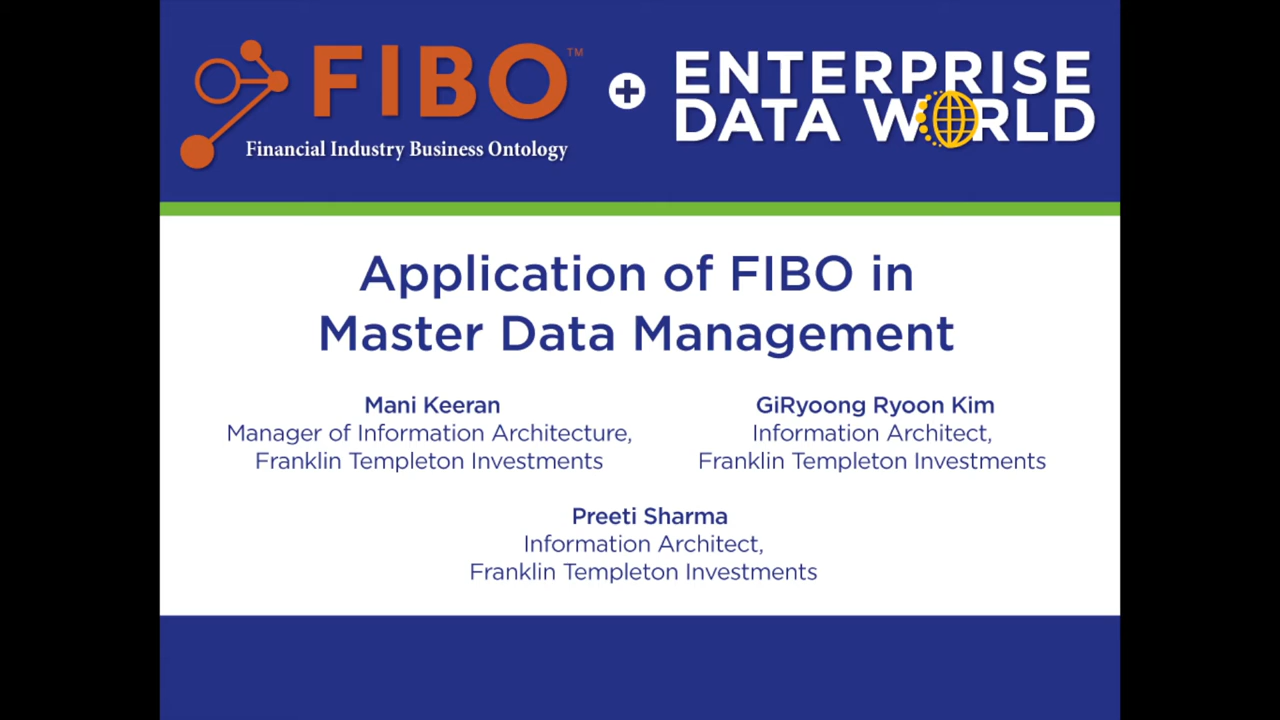 FIBO™ + ENTERPRISE
DATA WORLD
Financial Industry Business Ontology
Application of FIBO in
Master Data Management
Mani Keeran
Manager of Information Architecture,
Franklin Templeton Investments
GiRyoong Ryoon Kim
Information Architect,
Franklin Templeton Investments
Preeti Sharma
Information Architect,
Franklin Templeton Investments